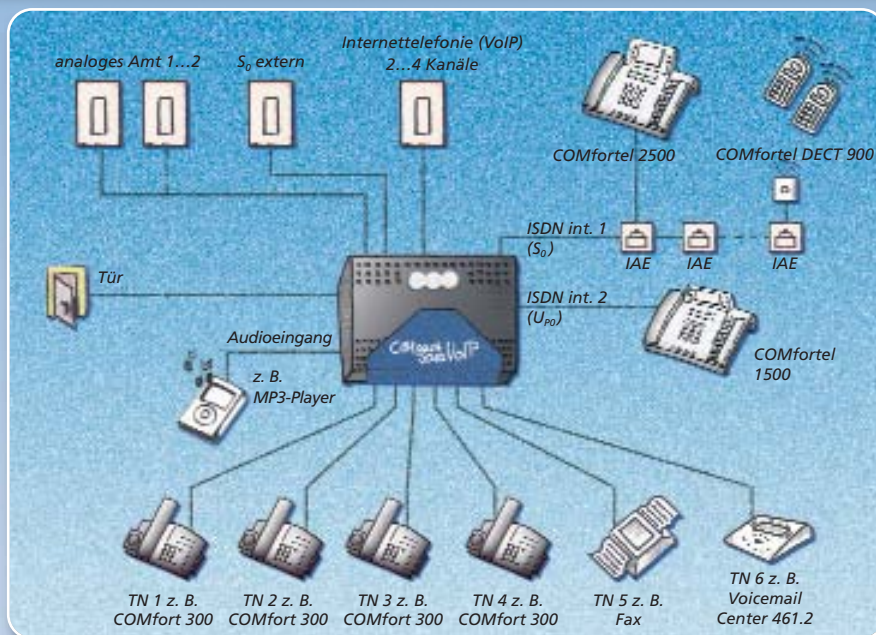 analoges Amt 1...2
S₀ extern
Internettelefonie (VoIP)
2...4 Kanäle
COMfortel 2500
COMfortel DECT 900
ISDN int. 1
(S₀)
IAE
IAE
IAE
Tür
ISDN int. 2
(U_P0)
Audioeingang
COMfortel
1500
z. B.
MP3-Player
VoIP
TN 1 z. B.
COMfort 300
TN 2 z. B.
COMfort 300
TN 3 z. B.
COMfort 300
TN 4 z. B.
COMfort 300
TN 5 z. B.
Fax
TN 6 z. B.
Voicemail
Center 461.2